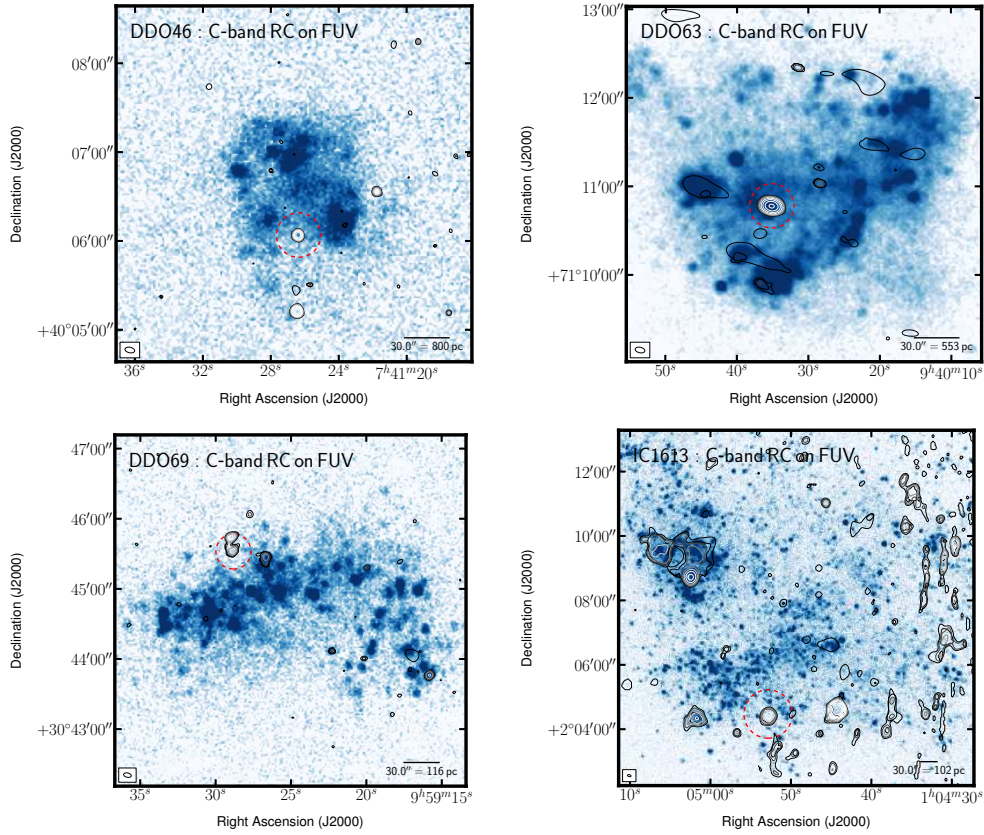 DDO46 : C-band RC on FUV
08′00′′
07′00′′
06′00′′
+40°05′00′′
Declination (J2000)
30.0′′ = 800 pc
36ˢ 32ˢ 28ˢ 24ˢ 7ʰ41ᵐ20ˢ
Right Ascension (J2000)
DDO63 : C-band RC on FUV
13′00′′
12′00′′
11′00′′
+71°10′00′′
Declination (J2000)
30.0′′ = 553 pc
50ˢ 40ˢ 30ˢ 20ˢ 9ʰ40ᵐ10ˢ
Right Ascension (J2000)
DDO69 : C-band RC on FUV
47′00′′
46′00′′
45′00′′
44′00′′
+30°43′00′′
Declination (J2000)
30.0′′ = 116 pc
35ˢ 30ˢ 25ˢ 20ˢ 9ʰ59ᵐ15ˢ
Right Ascension (J2000)
IC1613 : C-band RC on FUV
12′00′′
10′00′′
08′00′′
06′00′′
+2°04′00′′
Declination (J2000)
30.0′′ = 102 pc
10ˢ 05ᵐ00ˢ 50ˢ 40ˢ 1ʰ04ᵐ30ˢ
Right Ascension (J2000)